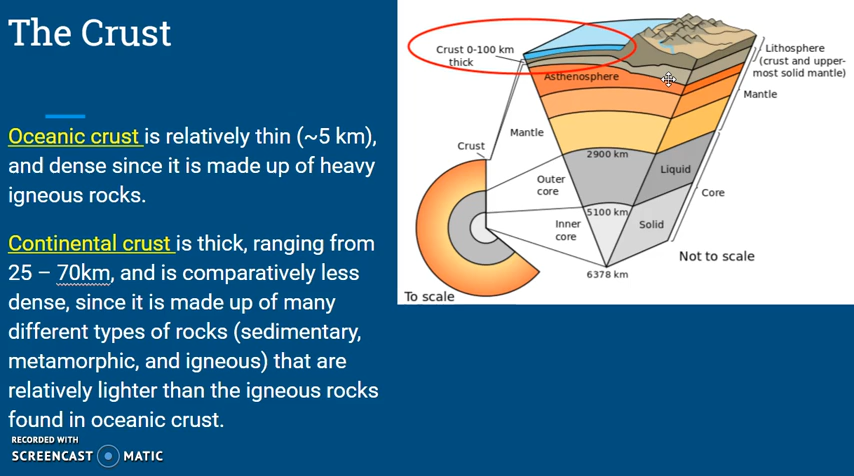 The Crust
Oceanic crust is relatively thin (~5 km),
and dense since it is made up of heavy
igneous rocks.
Continental crust is thick, ranging from
25 – 70km, and is comparatively less
dense, since it is made up of many
different types of rocks (sedimentary,
metamorphic, and igneous) that are
relatively lighter than the igneous rocks
found in oceanic crust.
Crust 0-100 km
thick
Asthenosphere
Lithosphere
(crust and upper-
most solid mantle)
Mantle
Mantle
Crust
2900 km
Liquid
Outer
core
Core
5100 km
Inner
core
Solid
6378 km
Not to scale
To scale
RECORDED WITH
SCREENCAST MATIC